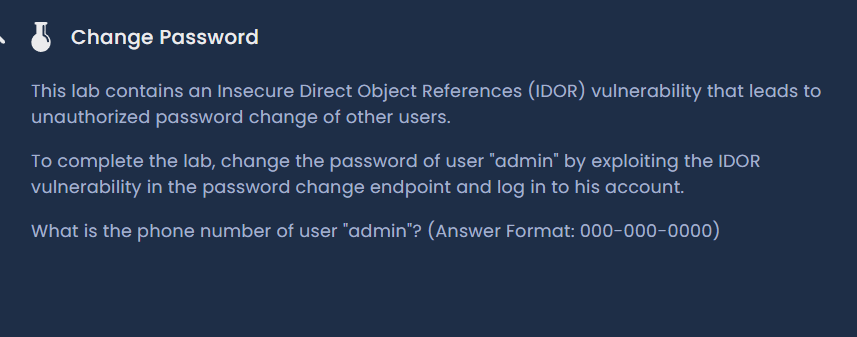 Change Password
This lab contains an Insecure Direct Object References (IDOR) vulnerability that leads to
unauthorized password change of other users.
To complete the lab, change the password of user "admin" by exploiting the IDOR
vulnerability in the password change endpoint and log in to his account.
What is the phone number of user "admin"? (Answer Format: 000-000-0000)